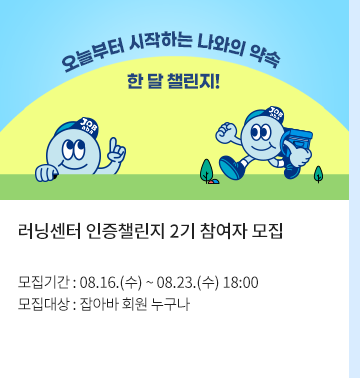 오늘부터 시작하는 나와의 약속
한 달 챌린지!
JOB
JOB
러닝센터 인증챌린지 2기 참여자 모집
모집기간 : 08.16.(수) ~ 08.23.(수) 18:00
모집대상 : 잡아바 회원 누구나